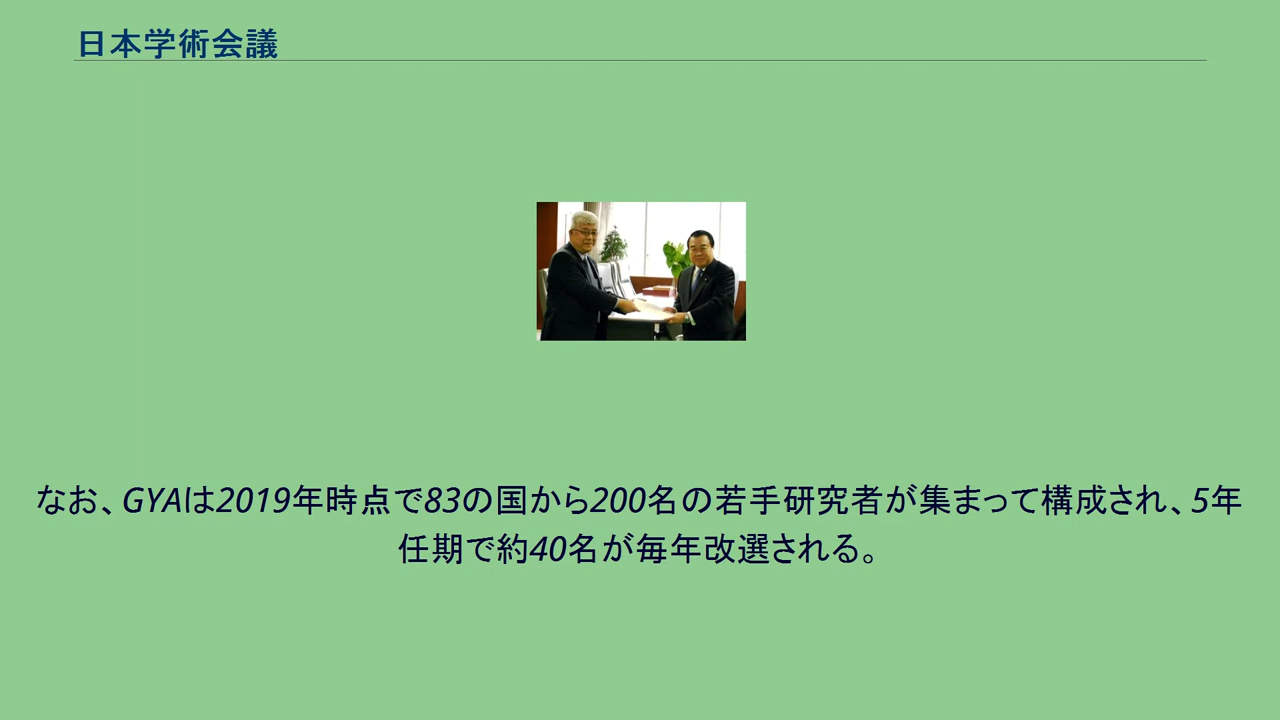 日本学術会議
なお、GYAは2019年時点で83の国から200名の若手研究者が集まって構成され、5年
任期で約40名が毎年改選される。